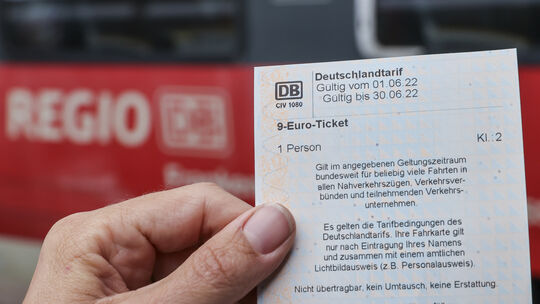 REGIO DB
DB
CIV 1080
Deutschlandtarif
Gültig vom 01.06.22
Gültig bis 30.06.22
9-Euro-Ticket
1 Person Kl.: 2
Gilt im angegebenen Geltungszeitraum
bundesweit für beliebig viele Fahrten in
allen Nahverkehrszügen, Verkehrsver-
bünden und teilnehmenden Verkehrs-
unternehmen.
Es gelten die Tarifbedingungen des
Deutschlandtarifs. Ihre Fahrkarte gilt
nur nach Eintragung Ihres Namens
und zusammen mit einem amtlichen
Lichtbildausweis (z.B. Personalausweis).
Nicht übertragbar, kein Umtausch, keine Erstattung.